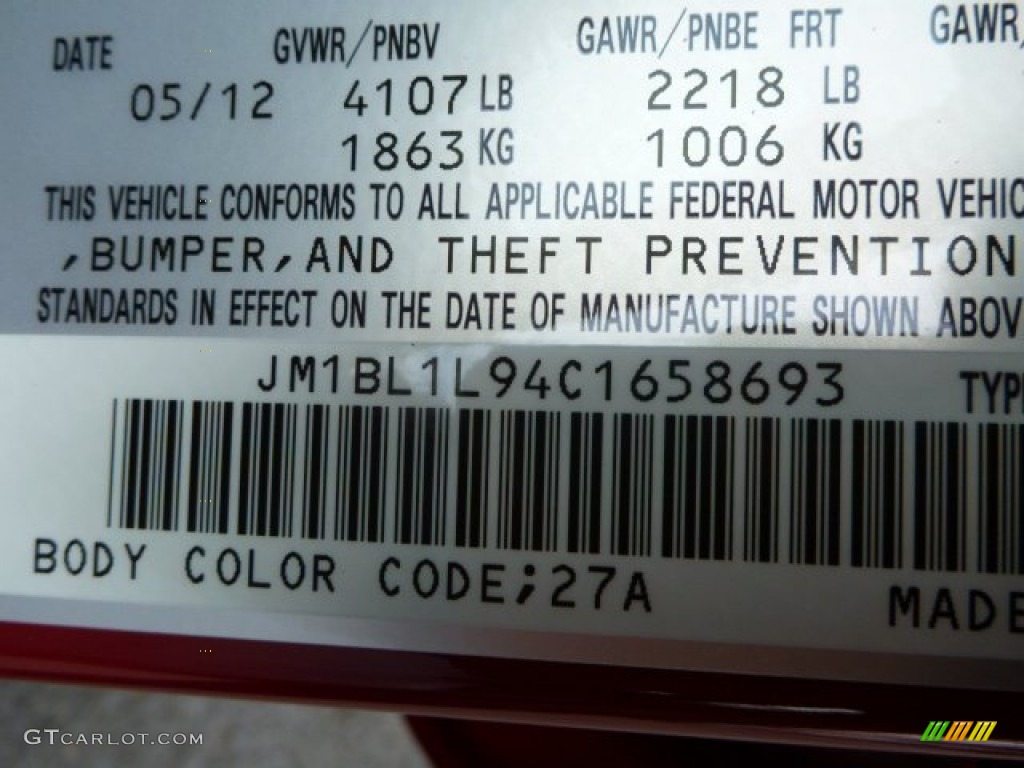 DATE GVWR/PNBV GAWR/PNBE FRT GAWR/
05/12 4107 LB 2218 LB
1863 KG 1006 KG
THIS VEHICLE CONFORMS TO ALL APPLICABLE FEDERAL MOTOR VEHIC
,BUMPER,AND THEFT PREVENTION
STANDARDS IN EFFECT ON THE DATE OF MANUFACTURE SHOWN ABOV
JM1BL1L94C1658693 TYPE
BODY COLOR CODE;27A MADE
GTCARLOT.COM